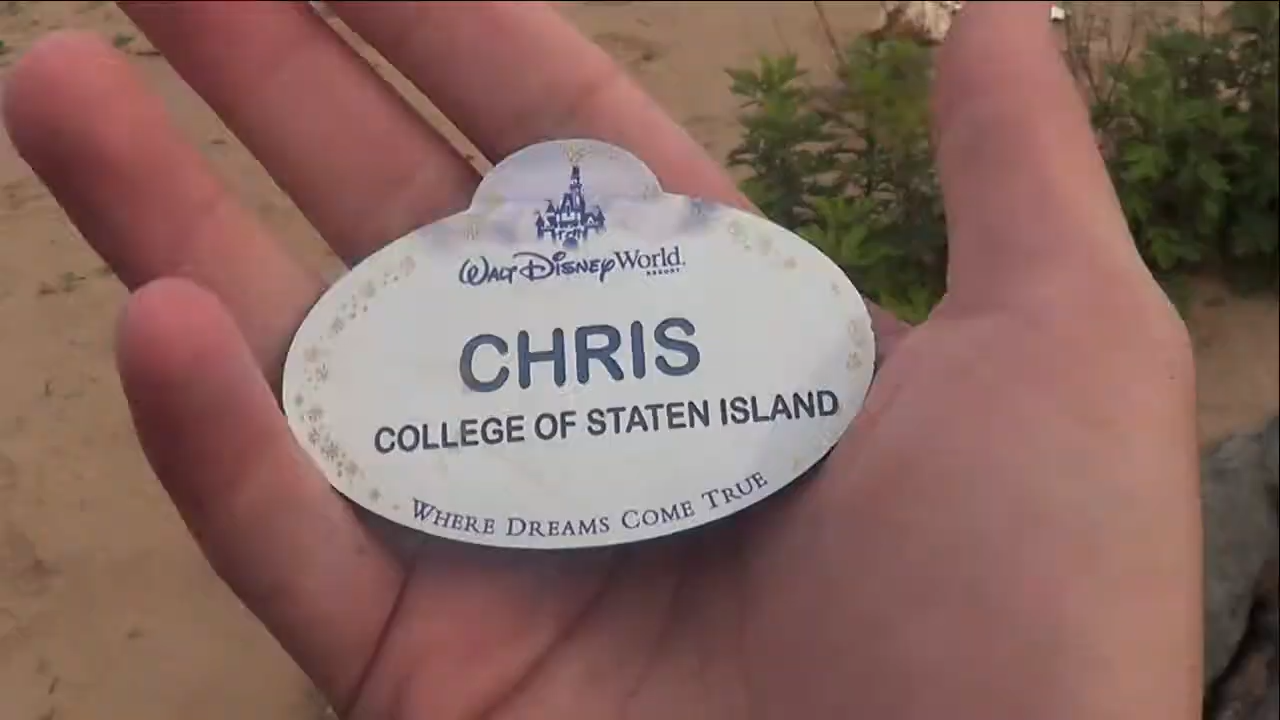 Walt Disney World.
RESORT
CHRIS
COLLEGE OF STATEN ISLAND
WHERE DREAMS COME TRUE